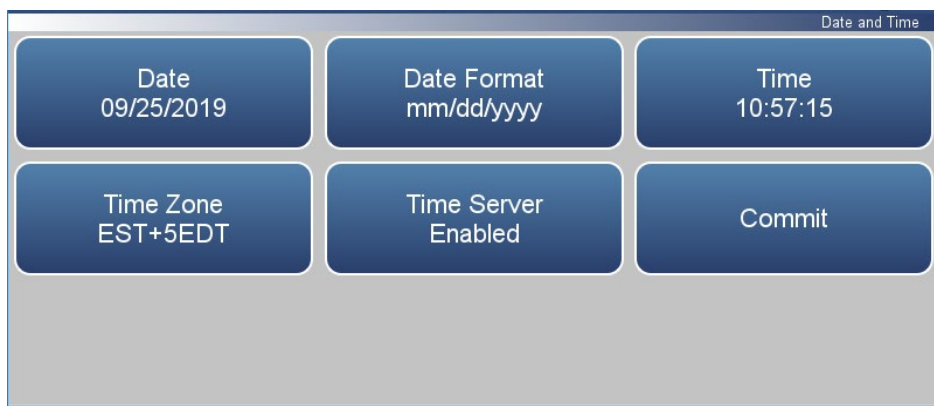 Date and Time
Date
09/25/2019
Date Format
mm/dd/yyyy
Time
10:57:15
Time Zone
EST+5EDT
Time Server
Enabled
Commit